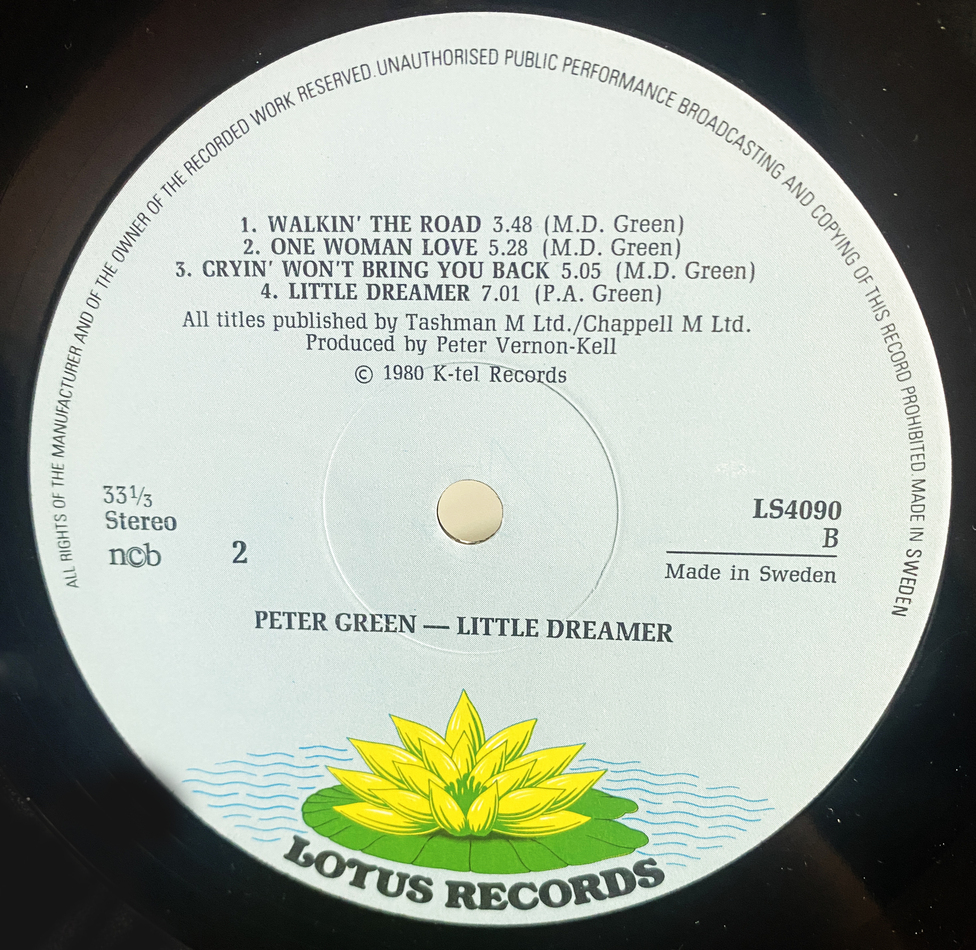 ALL RIGHTS OF THE MANUFACTURER AND OF THE OWNER OF THE RECORDED WORK RESERVED. UNAUTHORISED PUBLIC PERFORMANCE BROADCASTING AND COPYING OF THIS RECORD PROHIBITED. MADE IN SWEDEN
1. WALKIN' THE ROAD 3.48 (M.D. Green)
2. ONE WOMAN LOVE 5.28 (M.D. Green)
3. CRYIN' WON'T BRING YOU BACK 5.05 (M.D. Green)
4. LITTLE DREAMER 7.01 (P.A. Green)
All titles published by Tashman M Ltd./Chappell M Ltd.
Produced by Peter Vernon-Kell
© 1980 K-tel Records
33⅓
Stereo
n©b
2
LS4090
B
Made in Sweden
PETER GREEN — LITTLE DREAMER
LOTUS RECORDS